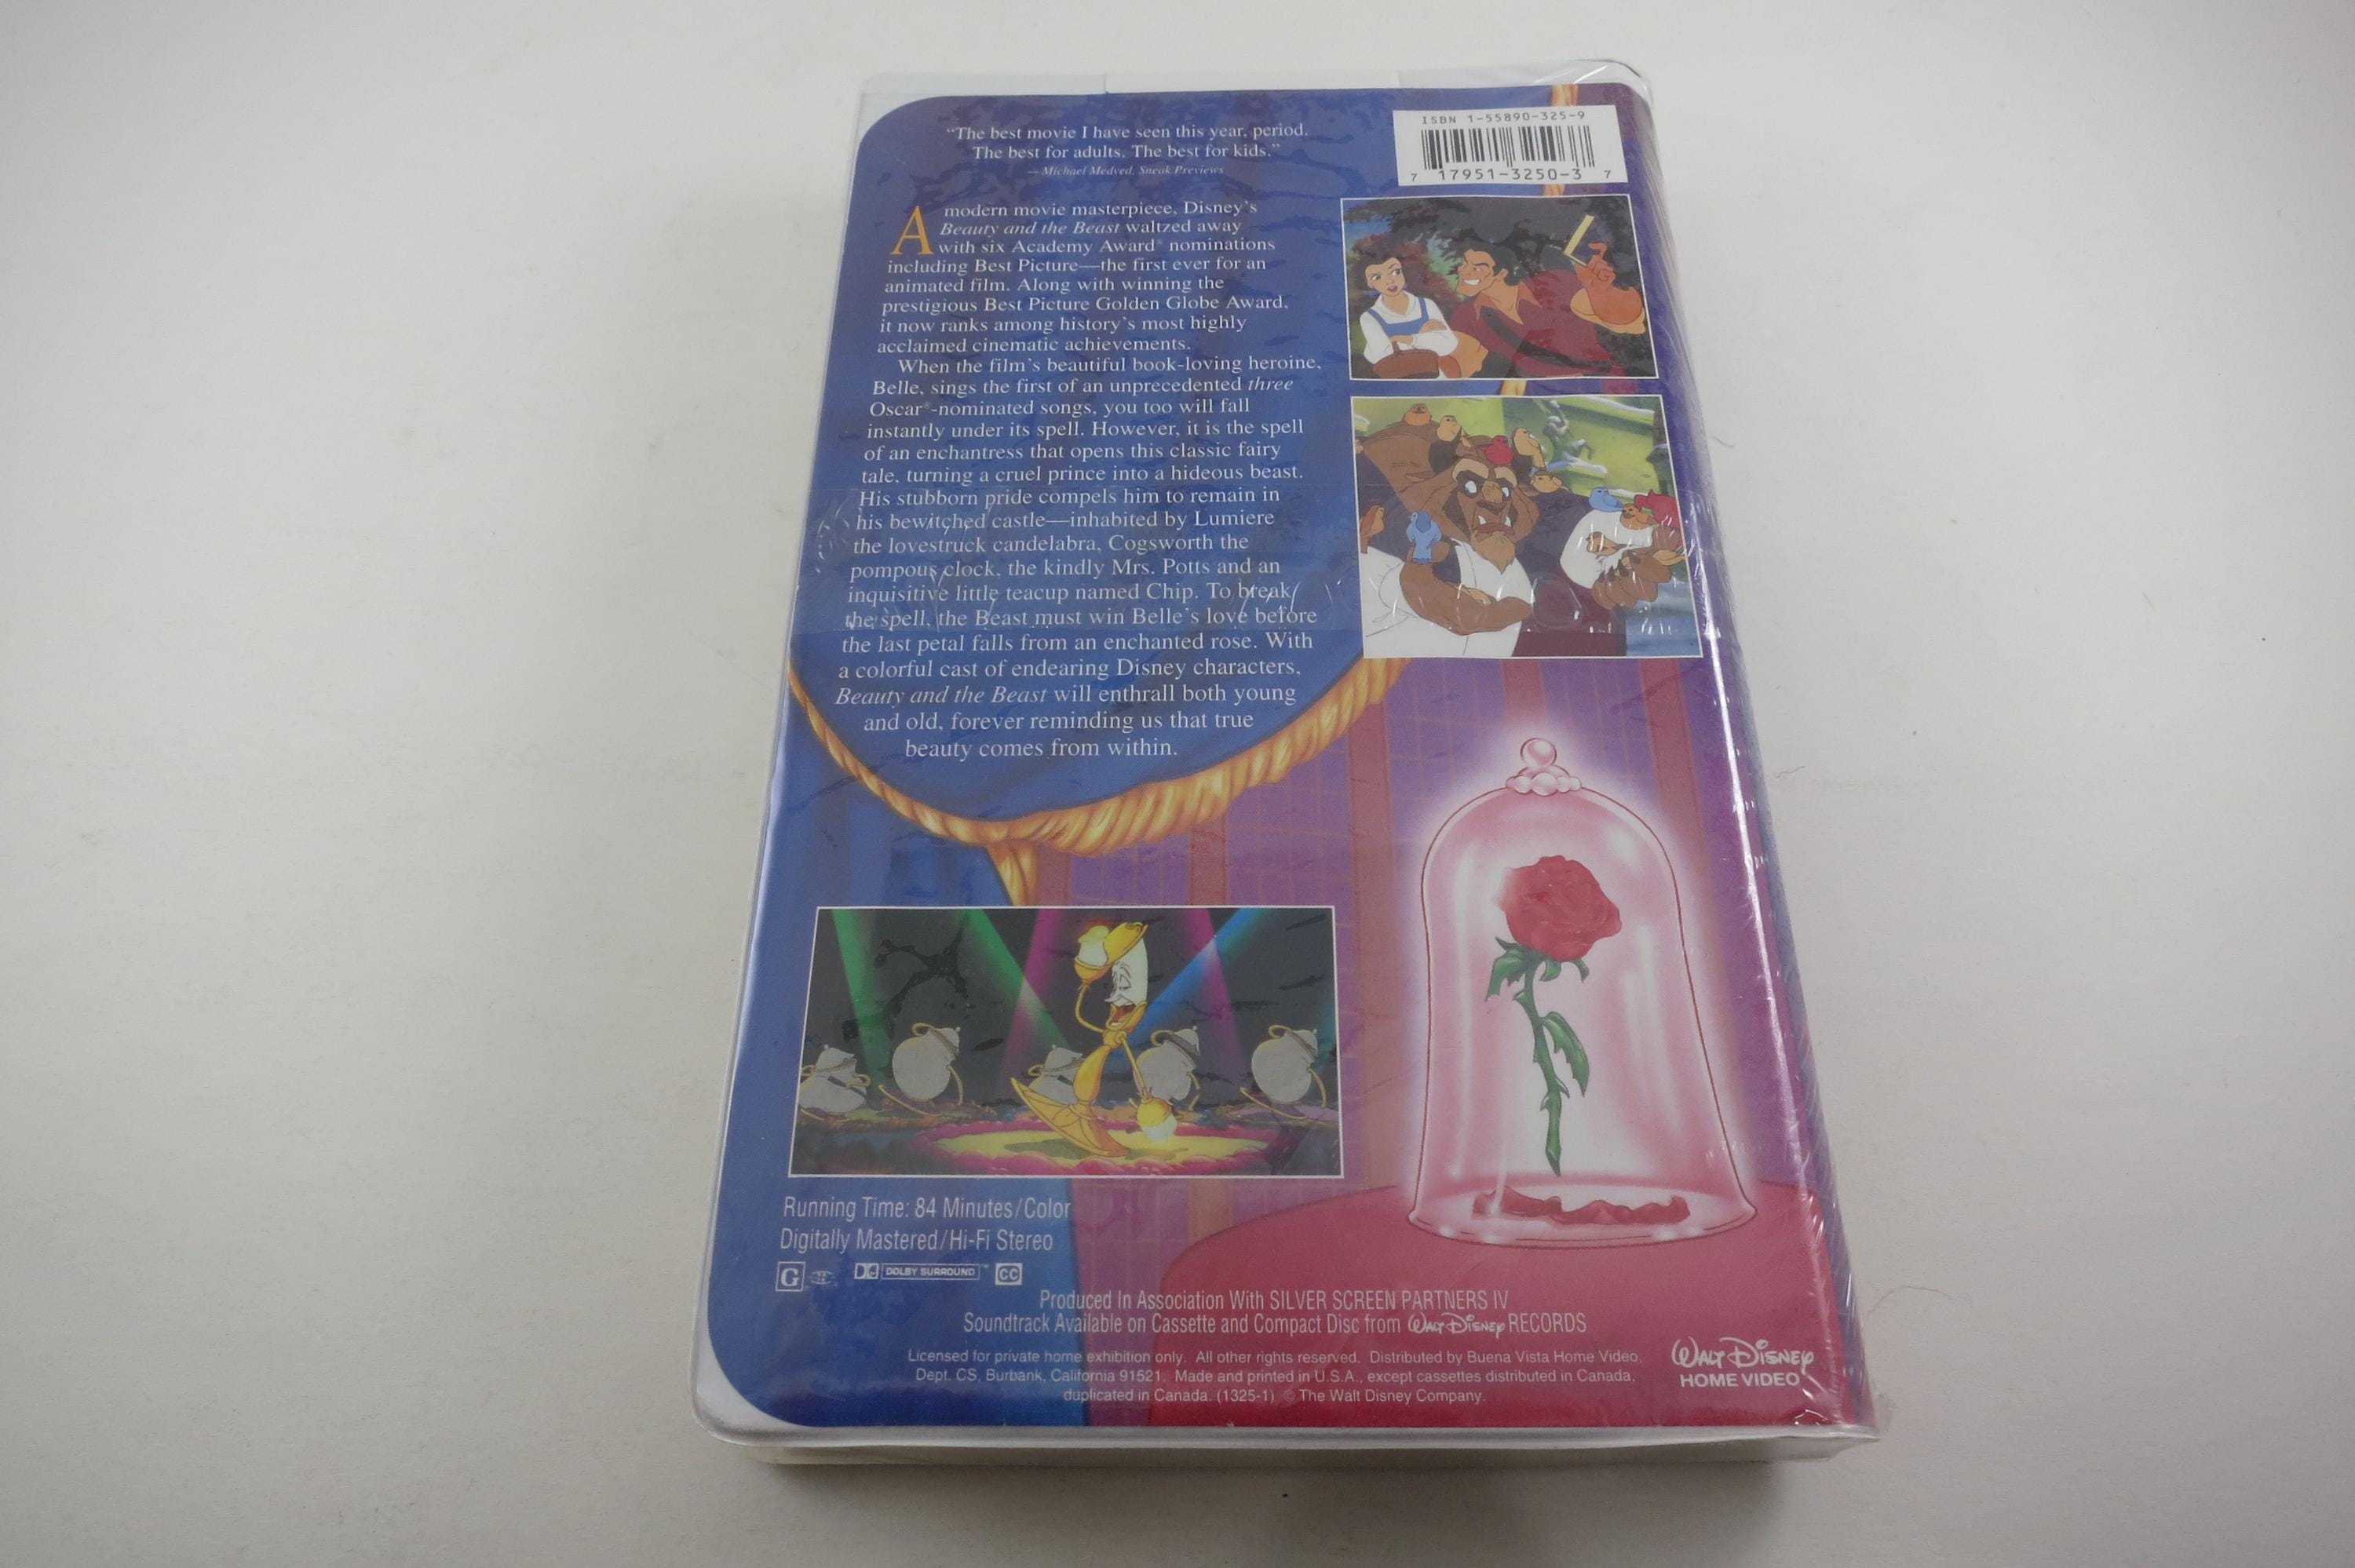 “The best movie I have seen this year, period.
The best for adults. The best for kids.”
—Michael Medved, Sneak Previews
ISBN 1-55890-325-9
7 17951-3250-3 7
A modern movie masterpiece, Disney’s
Beauty and the Beast waltzed away
with six Academy Award® nominations
including Best Picture—the first ever for an
animated film. Along with winning the
prestigious Best Picture Golden Globe Award,
it now ranks among history’s most highly
acclaimed cinematic achievements.
When the film’s beautiful book-loving heroine,
Belle, sings the first of an unprecedented three
Oscar®-nominated songs, you too will fall
instantly under its spell. However, it is the spell
of an enchantress that opens this classic fairy
tale, turning a cruel prince into a hideous beast.
His stubborn pride compels him to remain in
his bewitched castle—inhabited by Lumiere
the lovestruck candelabra, Cogsworth the
pompous clock, the kindly Mrs. Potts and an
inquisitive little teacup named Chip. To break
the spell, the Beast must win Belle’s love before
the last petal falls from an enchanted rose. With
a colorful cast of endearing Disney characters,
Beauty and the Beast will enthrall both young
and old, forever reminding us that true
beauty comes from within.
Running Time: 84 Minutes/Color
Digitally Mastered/Hi-Fi Stereo
G DOLBY SURROUND™ CC
Produced In Association With SILVER SCREEN PARTNERS IV
Soundtrack Available on Cassette and Compact Disc from Walt Disney RECORDS
Licensed for private home exhibition only. All other rights reserved. Distributed by Buena Vista Home Video,
Dept. CS, Burbank, California 91521. Made and printed in U.S.A., except cassettes distributed in Canada,
duplicated in Canada. (1325-1) © The Walt Disney Company.
Walt Disney
HOME VIDEO